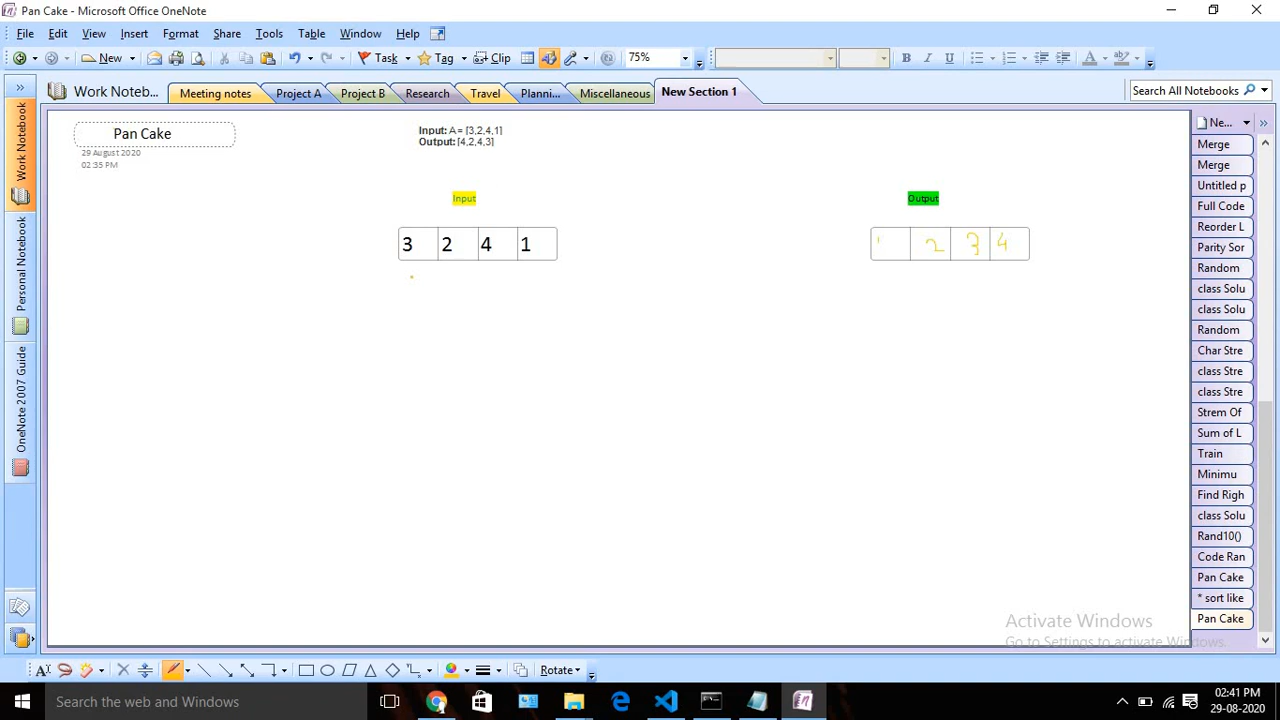 Pan Cake - Microsoft Office OneNote
File Edit View Insert Format Share Tools Table Window Help
New Task Tag Clip 75%
Work Noteb... Meeting notes Project A Project B Research Travel Planni... Miscellaneous New Section 1 Search All Notebooks
Work Notebook
Personal Notebook
OneNote 2007 Guide
Pan Cake
29 August 2020
02:35 PM
Input: A = [3,2,4,1]
Output: [4,2,4,3]
Input
3 2 4 1
Output
1 2 3 4
Ne...
Merge
Merge
Untitled p
Full Code
Reorder L
Parity Sor
Random
class Solu
class Solu
Random
Char Stre
class Stre
class Stre
Strem Of
Sum of L
Train
Minimu
Find Righ
class Solu
Rand10()
Code Ran
Pan Cake
* sort like
Pan Cake
Activate Windows
Go to Settings to activate Windows.
Rotate
Search the web and Windows
02:41 PM
29-08-2020